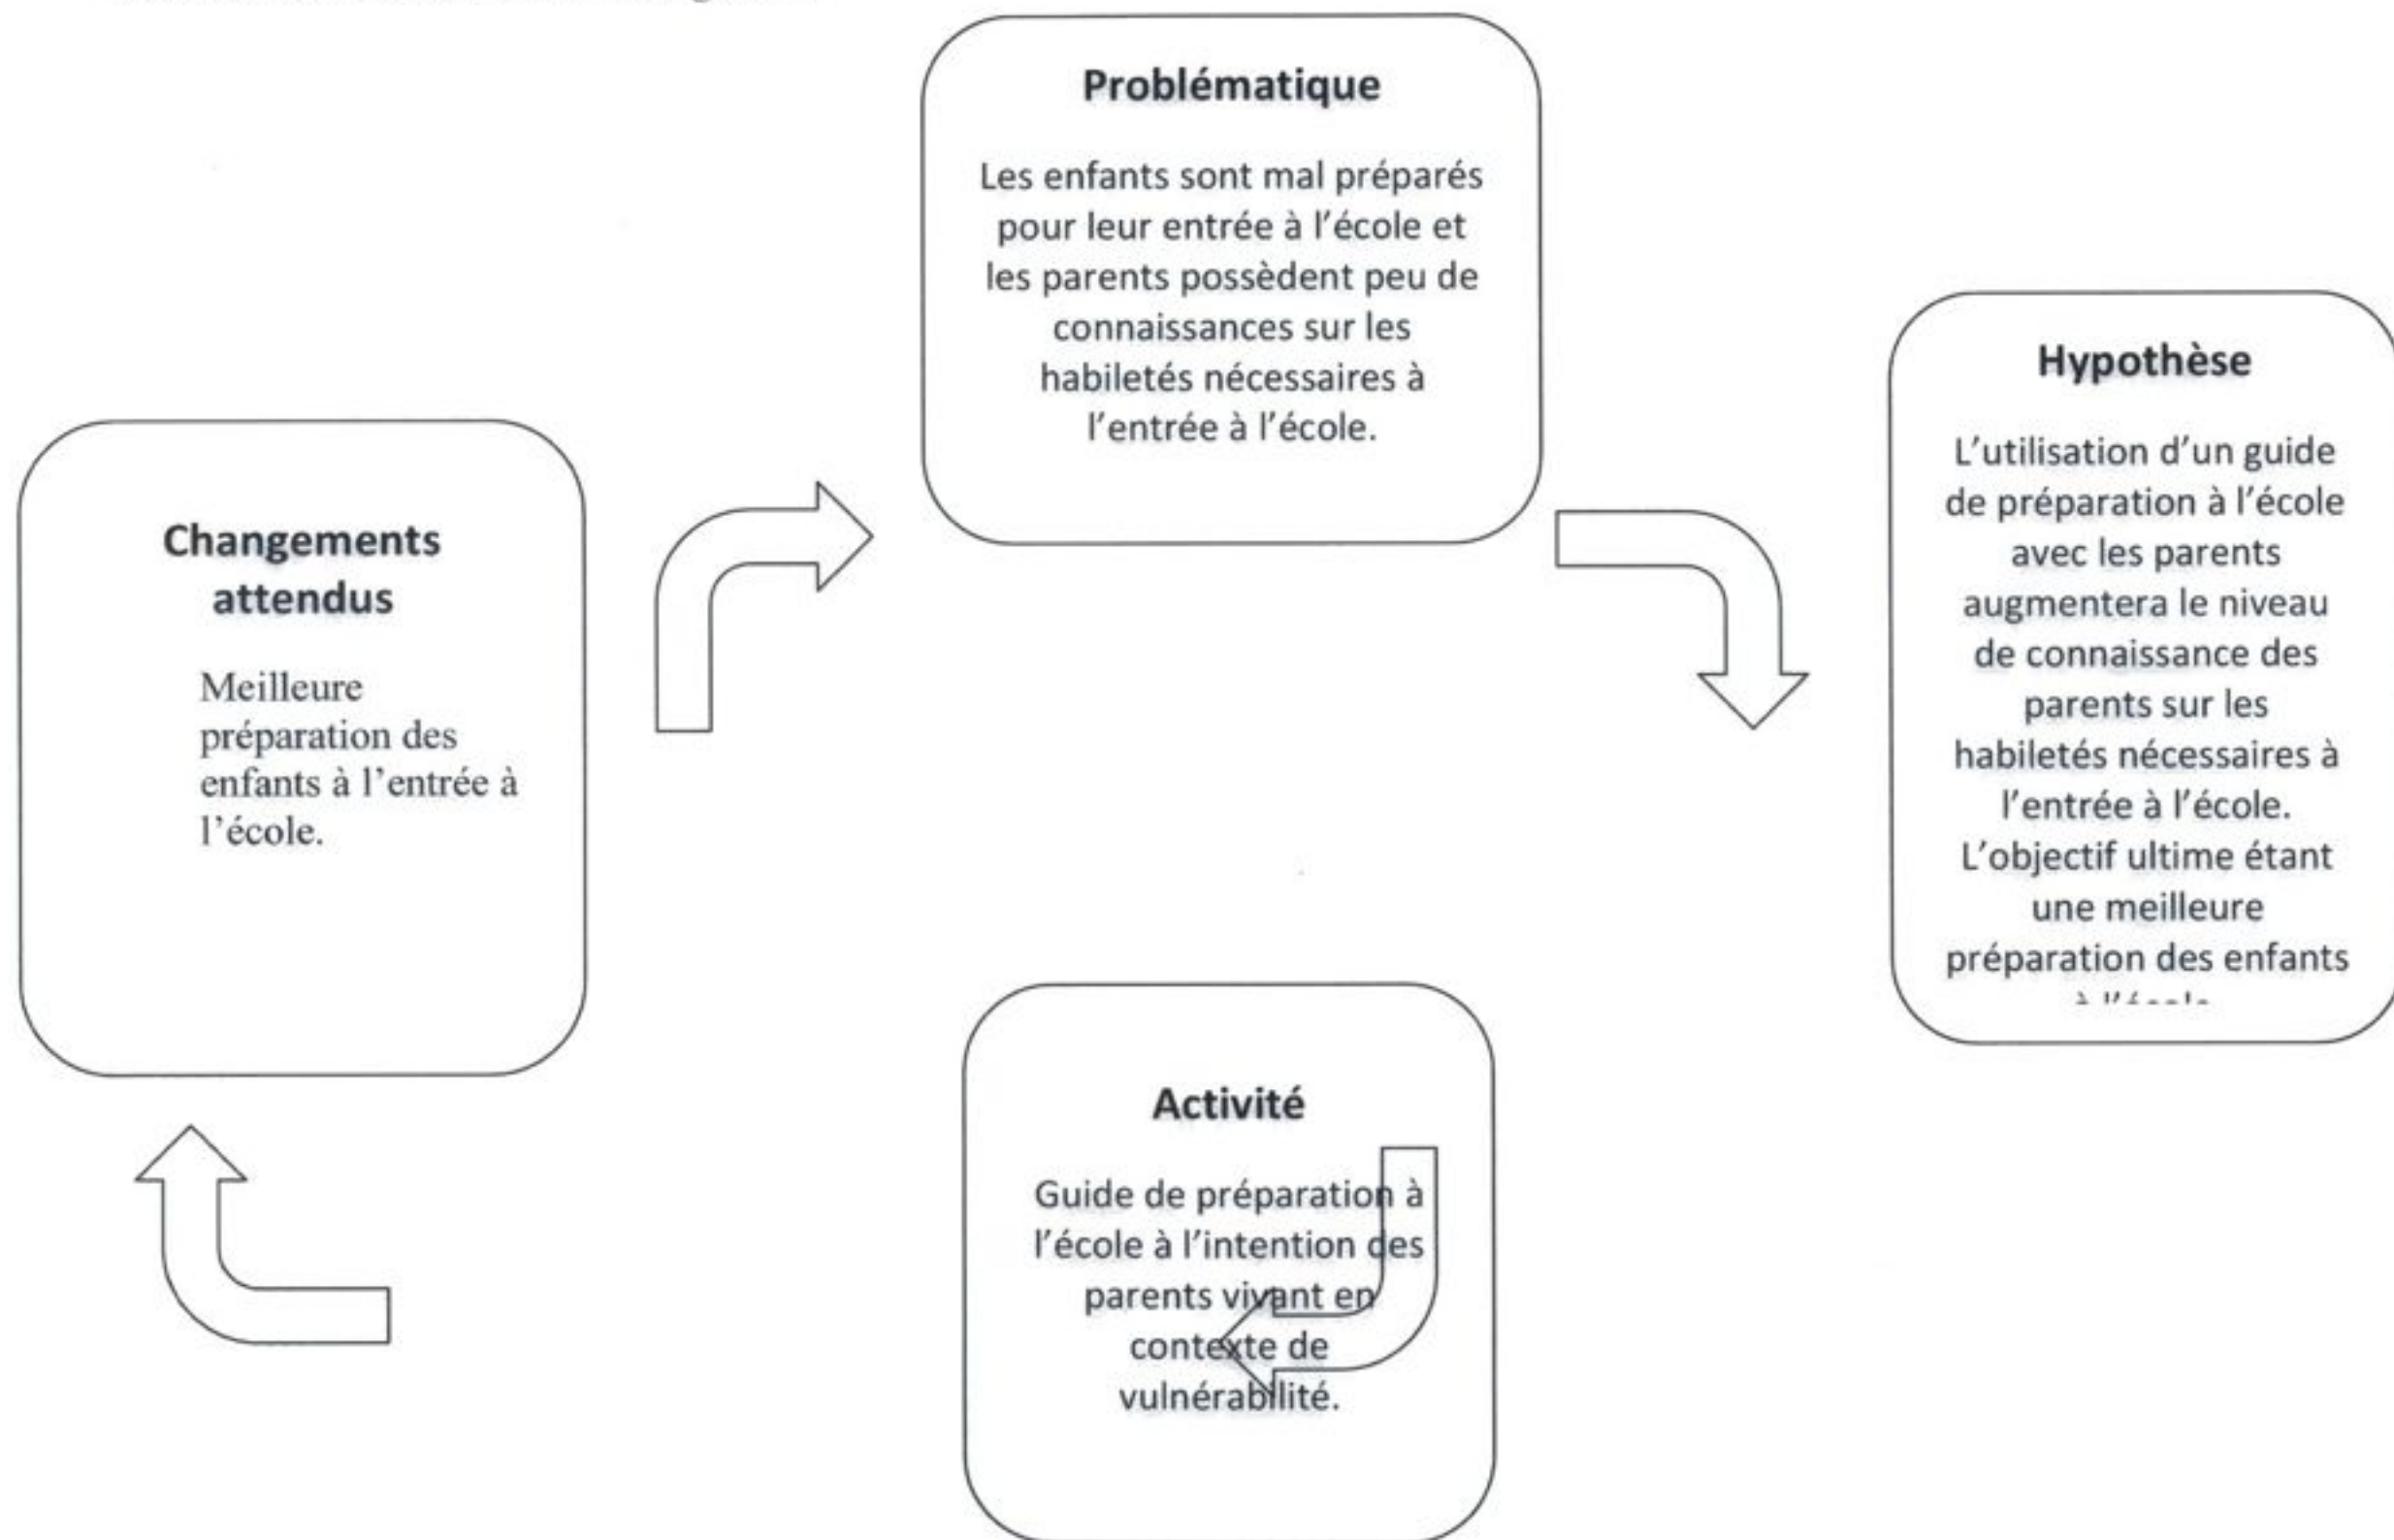 Problématique
Les enfants sont mal préparés
pour leur entrée à l'école et
les parents possèdent peu de
connaissances sur les
habiletés nécessaires à
l'entrée à l'école.
Hypothèse
L'utilisation d'un guide
de préparation à l'école
avec les parents
augmentera le niveau
de connaissance des
parents sur les
habiletés nécessaires à
l'entrée à l'école.
L'objectif ultime étant
une meilleure
préparation des enfants
Changements
attendus
Meilleure
préparation des
enfants à l'entrée à
l'école.
Activité
Guide de préparation à
l'école à l'intention des
parents vivant en
contexte de
vulnérabilité.